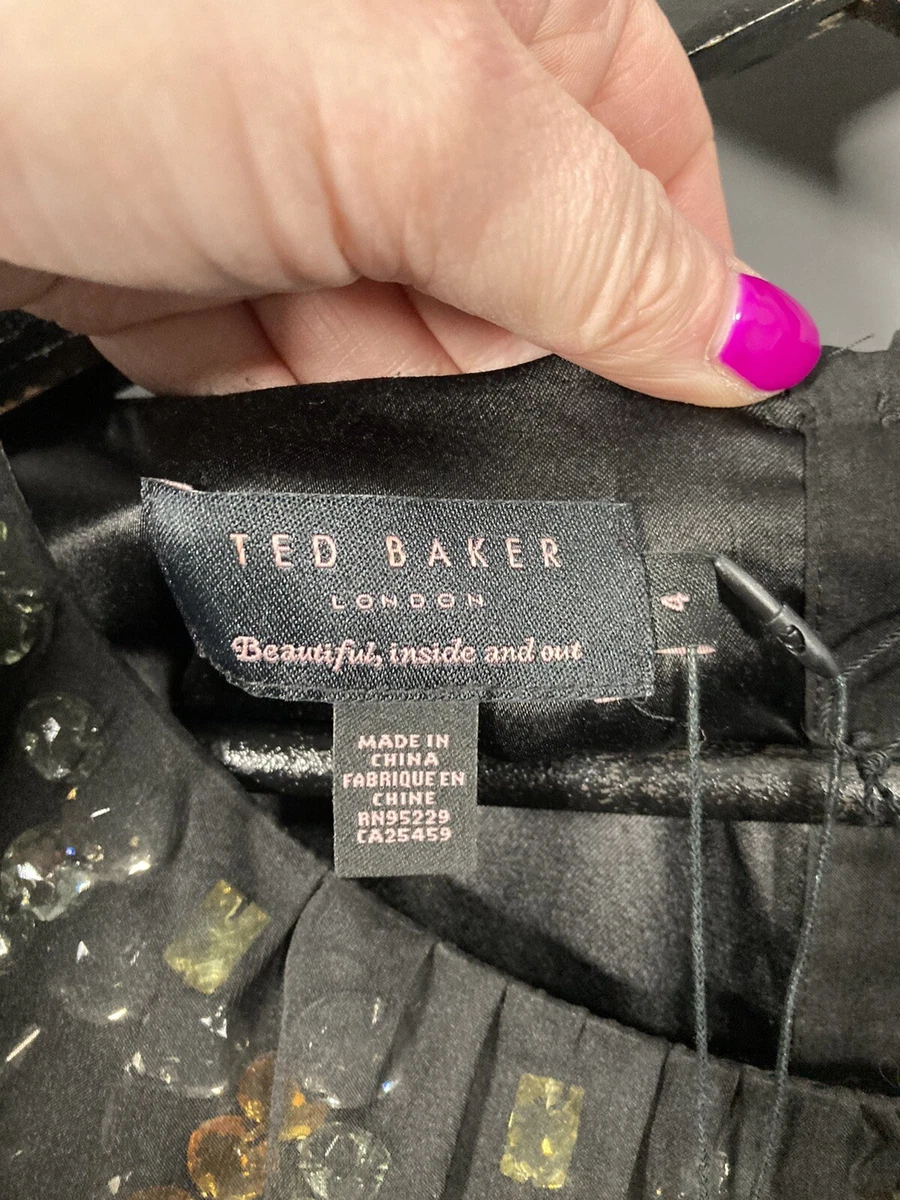 TED BAKER
LONDON
Beautiful, inside and out
4
MADE IN
CHINA
FABRIQUE EN
CHINE
RN95229
CA25459